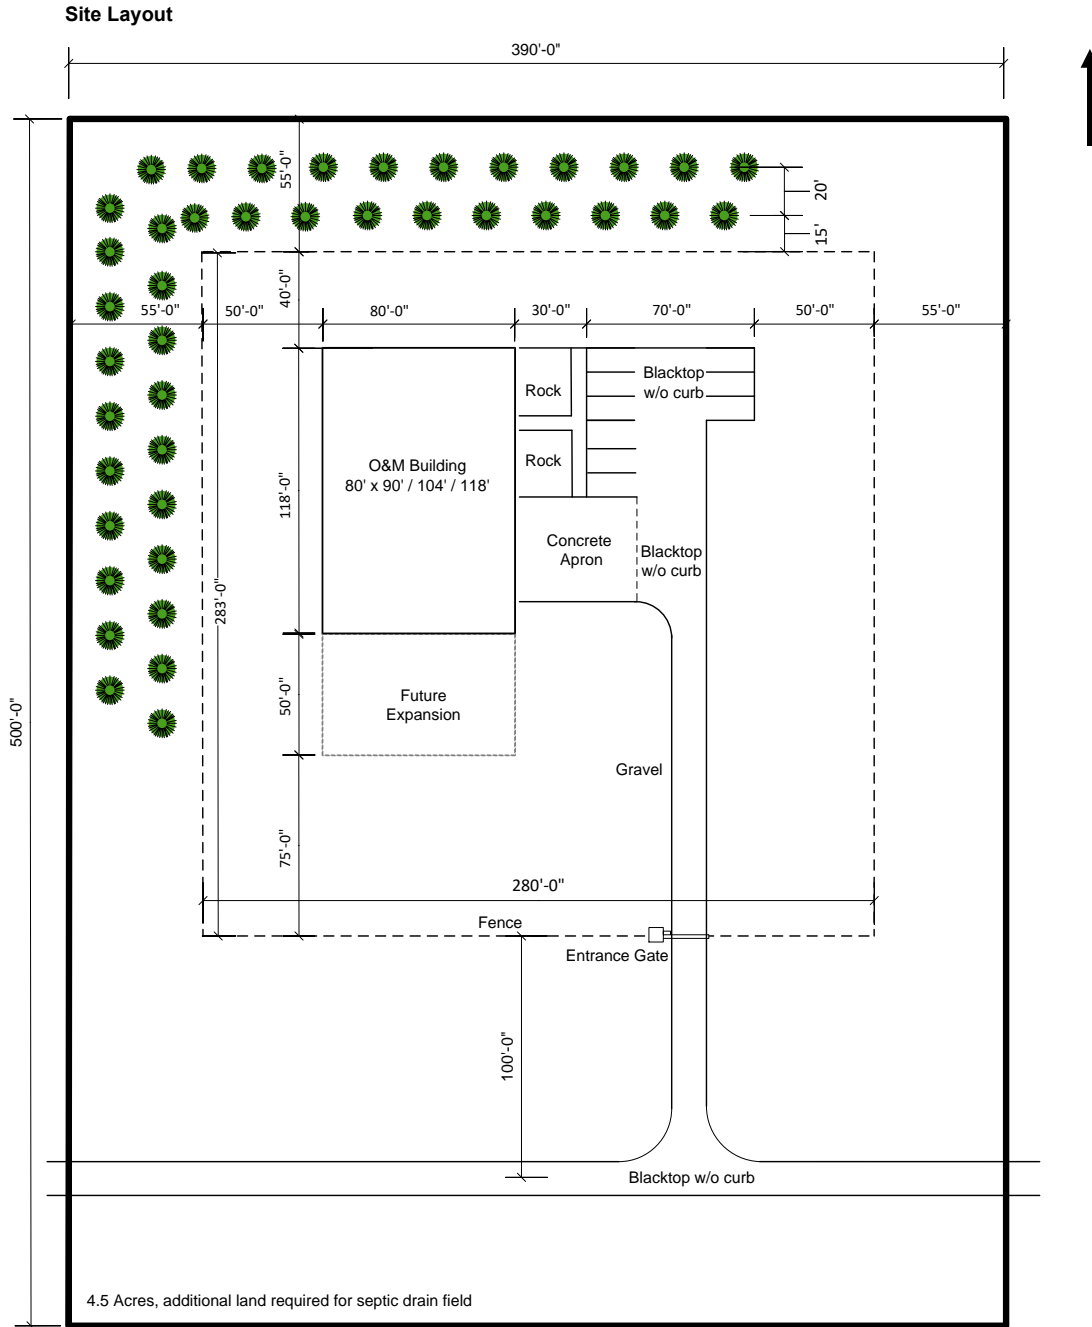 Site Layout
390'-0"
55'-0"
20'
15'
40'-0"
55'-0"
50'-0"
80'-0"
30'-0"
70'-0"
50'-0"
55'-0"
Rock
Blacktop
w/o curb
Rock
O&M Building
80' x 90' / 104' / 118'
118'-0"
Concrete
Apron
Blacktop
w/o curb
283'-0"
Future
Expansion
50'-0"
500'-0"
Gravel
75'-0"
280'-0"
Fence
Entrance Gate
100'-0"
Blacktop w/o curb
4.5 Acres, additional land required for septic drain field